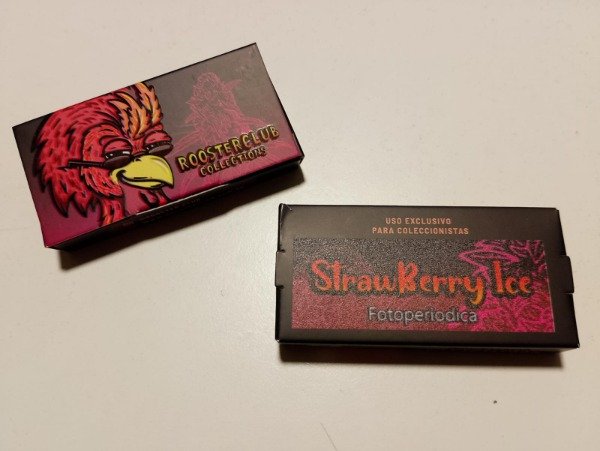 ROOSTERCLUB
COLLECTIONS
USO EXCLUSIVO
PARA COLECCIONISTAS
StrawBerry Ice
Fotoperiodica